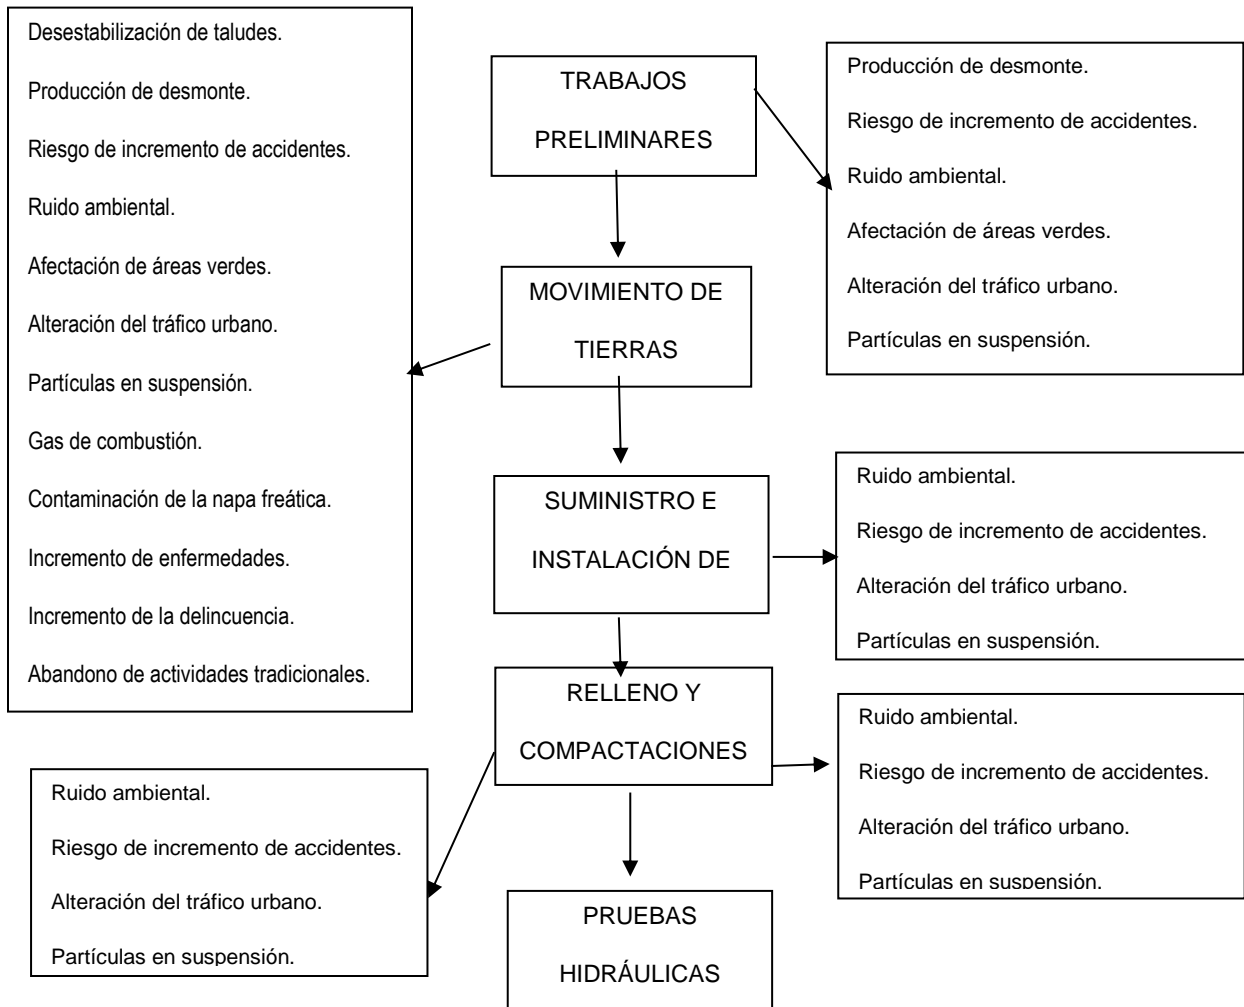 Desestabilización de taludes.
Producción de desmonte.
Riesgo de incremento de accidentes.
Ruido ambiental.
Afectación de áreas verdes.
Alteración del tráfico urbano.
Partículas en suspensión.
Gas de combustión.
Contaminación de la napa freática.
Incremento de enfermedades.
Incremento de la delincuencia.
Abandono de actividades tradicionales.
TRABAJOS
PRELIMINARES
Producción de desmonte.
Riesgo de incremento de accidentes.
Ruido ambiental.
Afectación de áreas verdes.
Alteración del tráfico urbano.
Partículas en suspensión.
MOVIMIENTO DE
TIERRAS
SUMINISTRO E
INSTALACIÓN DE
Ruido ambiental.
Riesgo de incremento de accidentes.
Alteración del tráfico urbano.
Partículas en suspensión.
RELLENO Y
COMPACTACIONES
Ruido ambiental.
Riesgo de incremento de accidentes.
Alteración del tráfico urbano.
Partículas en suspensión.
Ruido ambiental.
Riesgo de incremento de accidentes.
Alteración del tráfico urbano.
Partículas en suspensión.
PRUEBAS
HIDRÁULICAS